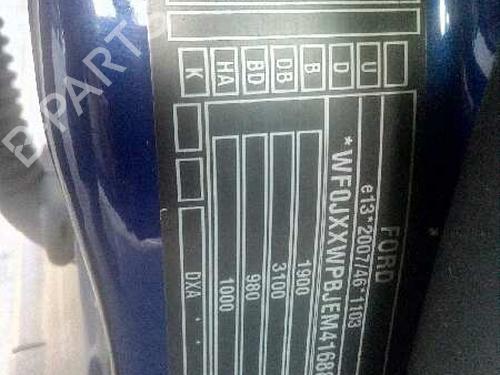 FORD
e13*2007/46*1103
*WF0JXXWPBJEM4168
1900
3100
980
1000
DXA
U
D
B
DB
BD
HA
K
B-PARTS